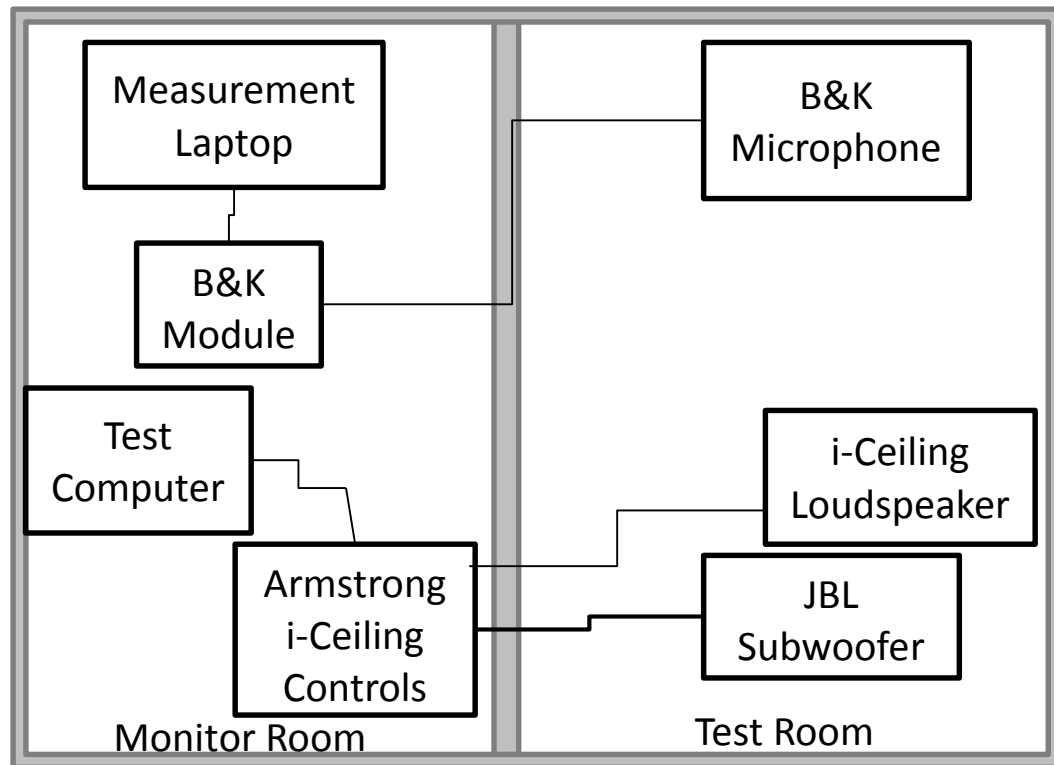 Measurement
Laptop
B&K
Microphone
B&K
Module
Test
Computer
i-Ceiling
Loudspeaker
Armstrong
i-Ceiling
Controls
JBL
Subwoofer
Monitor Room
Test Room